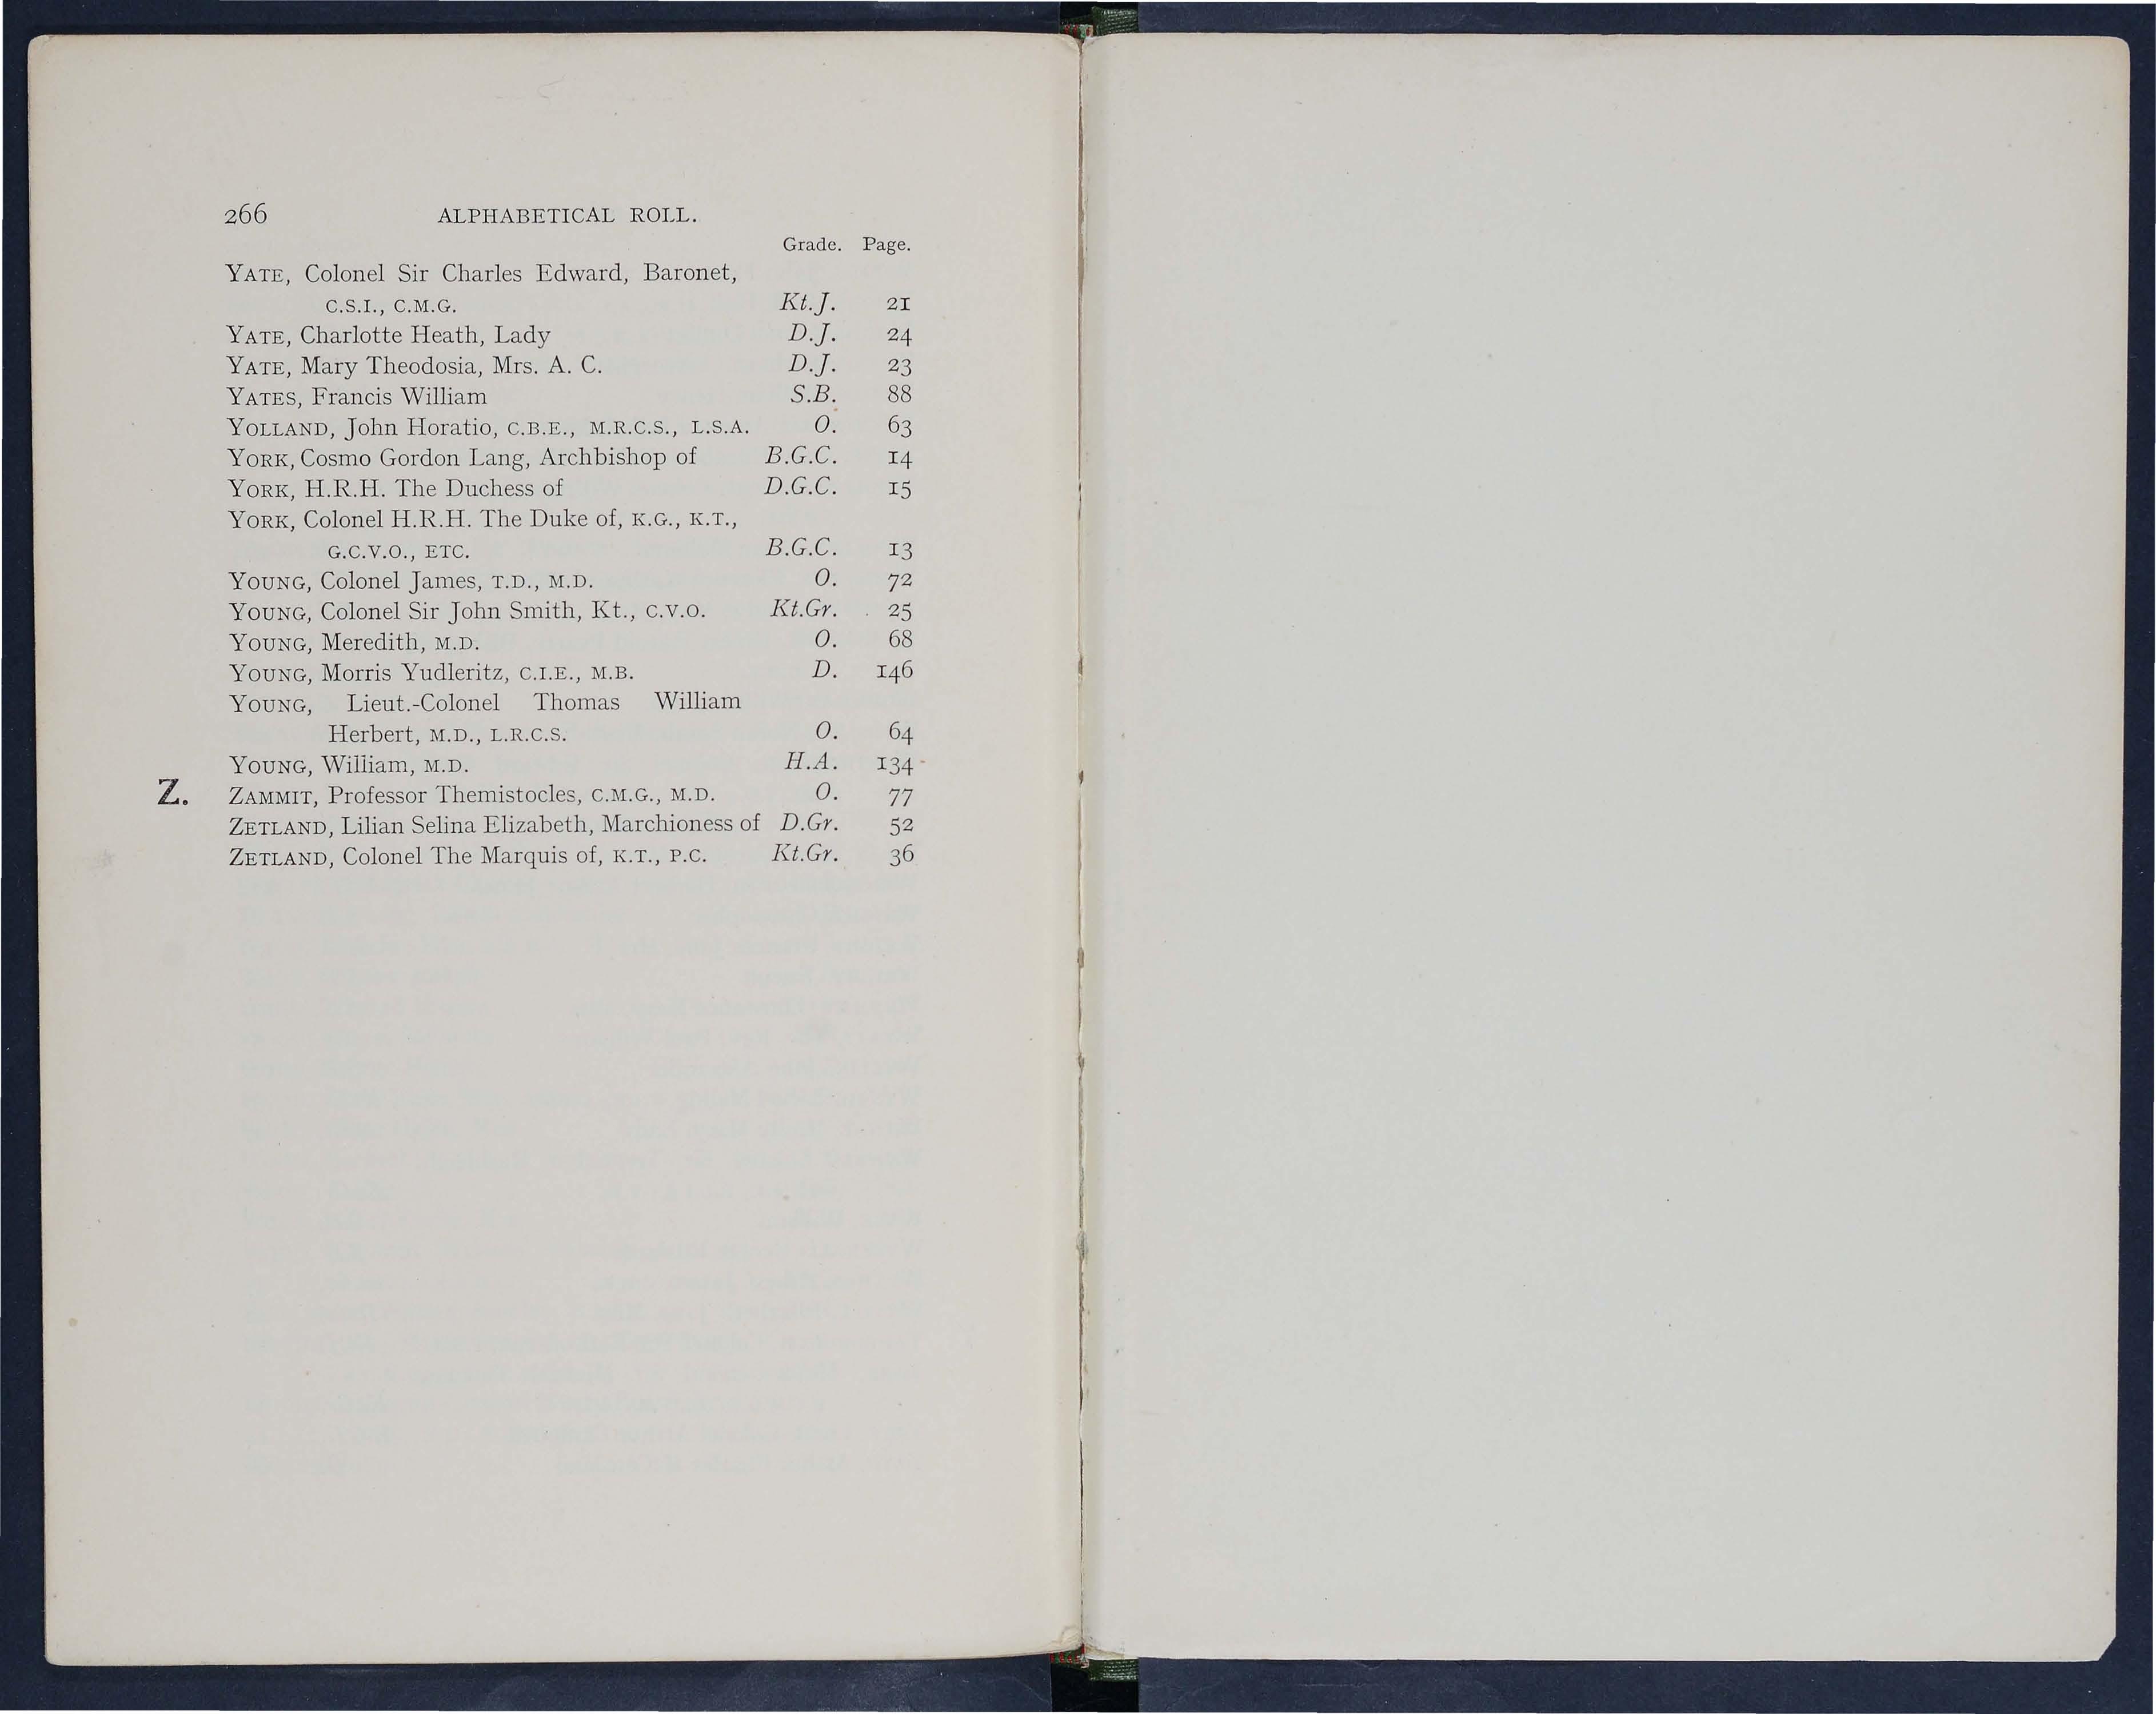 266 ALPHABETICAL ROLL.
Grade. Page.
YATE, Colonel Sir Charles Edward, Baronet,
C.S.I., C.M.G. Kt.J. 21
YATE, Charlotte Heath, Lady D.J. 24
YATE, Mary Theodosia, Mrs. A. C. D.J. 23
YATES, Francis William S.B. 88
YOLLAND, John Horatio, C.B.E., M.R.C.S., L.S.A. O. 63
YORK, Cosmo Gordon Lang, Archbishop of B.G.C. 14
YORK, H.R.H. The Duchess of D.G.C. 15
YORK, Colonel H.R.H. The Duke of, K.G., K.T.,
G.C.V.O., ETC. B.G.C. 13
YOUNG, Colonel James, T.D., M.D. O. 72
YOUNG, Colonel Sir John Smith, Kt., C.V.O. Kt.Gr. 25
YOUNG, Meredith, M.D. O. 68
YOUNG, Morris Yudleritz, C.I.E., M.B. D. 146
YOUNG, Lieut.-Colonel Thomas William
Herbert, M.D., L.R.C.S. O. 64
YOUNG, William, M.D. H.A. 134
Z. ZAMMIT, Professor Themistocles, C.M.G., M.D. O. 77
ZETLAND, Lilian Selina Elizabeth, Marchioness of D.Gr. 52
ZETLAND, Colonel The Marquis of, K.T., P.C. Kt.Gr. 36